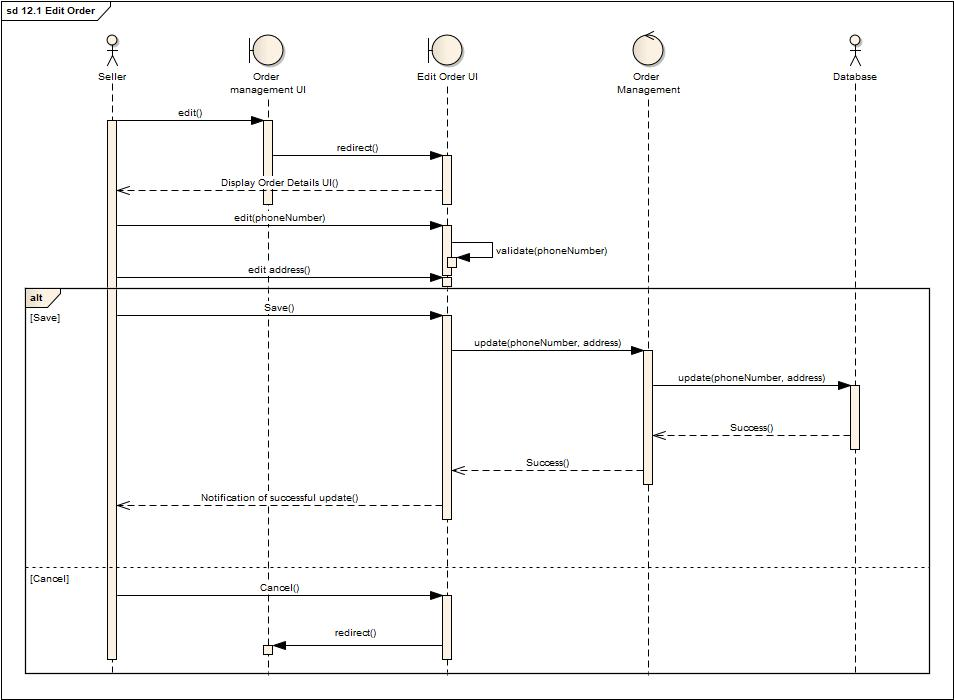 sd 12.1 Edit Order
Seller
Order
management UI
Edit Order UI
Order
Management
Database
edit()
redirect()
Display Order Details UI()
edit(phoneNumber)
validate(phoneNumber)
edit address()
alt
[Save]
Save()
update(phoneNumber, address)
update(phoneNumber, address)
Success()
Success()
Notification of successful update()
[Cancel]
Cancel()
redirect()